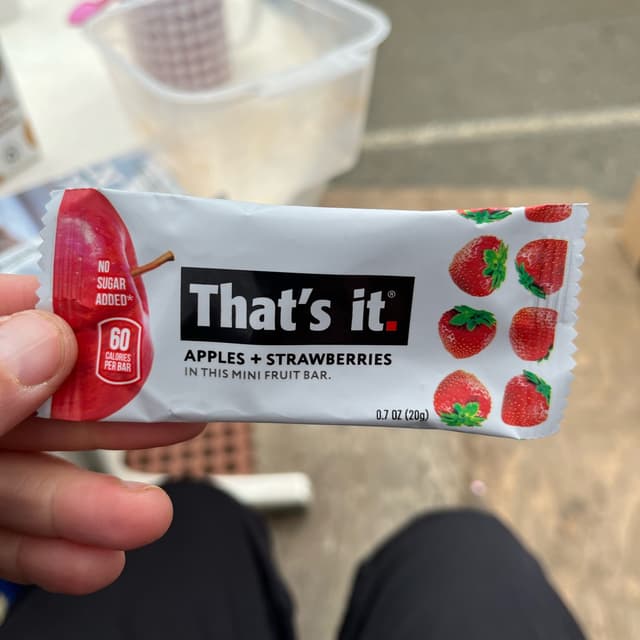 NO
SUGAR
ADDED*
60
CALORIES
PER BAR
That's it.®
APPLES + STRAWBERRIES
IN THIS MINI FRUIT BAR.
0.7 OZ (20g)